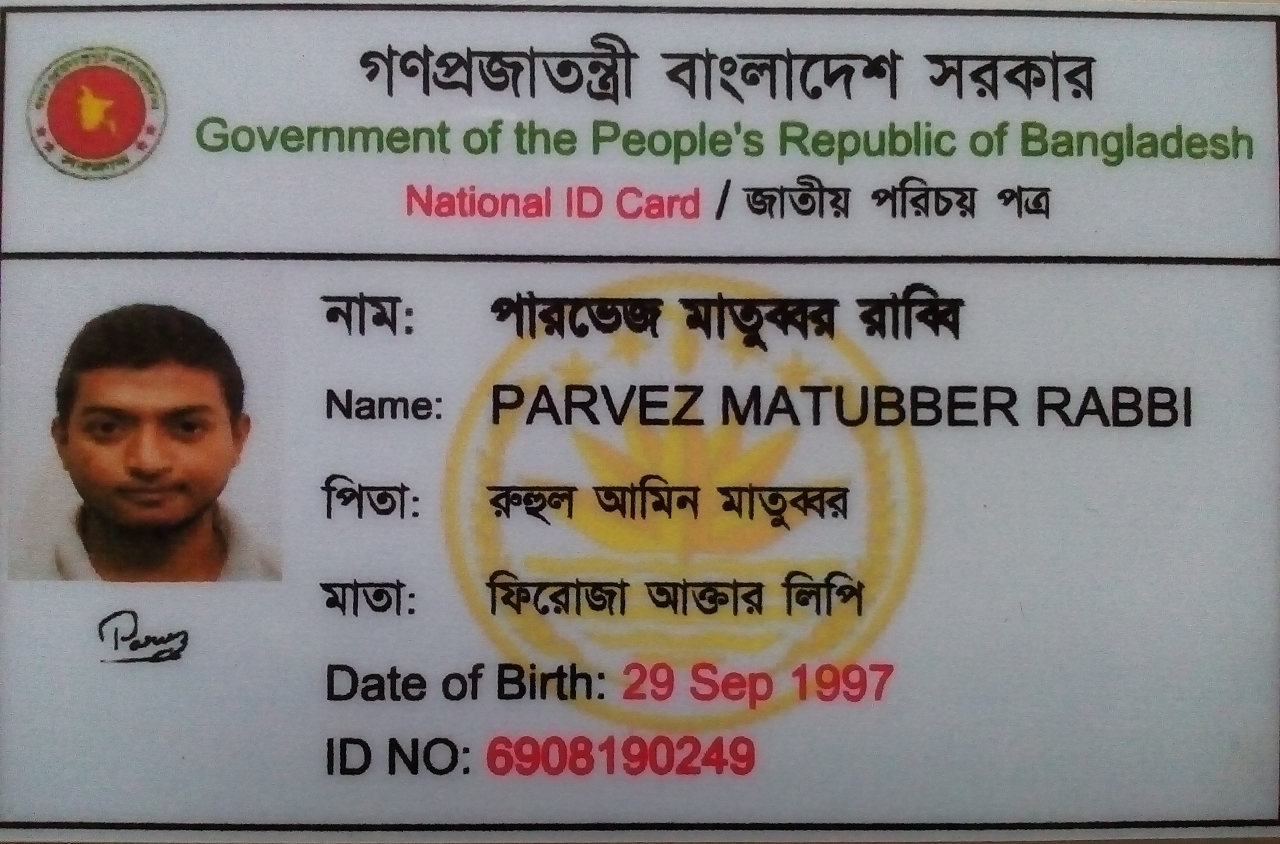 গণপ্রজাতন্ত্রী বাংলাদেশ সরকার
Government of the People's Republic of Bangladesh
National ID Card / জাতীয় পরিচয় পত্র
নাম: পারভেজ মাতুব্বর রাব্বি
Name: PARVEZ MATUBBER RABBI
পিতা: রুহুল আমিন মাতুব্বর
মাতা: ফিরোজা আক্তার লিপি
Parvez
Date of Birth: 29 Sep 1997
ID NO: 6908190249